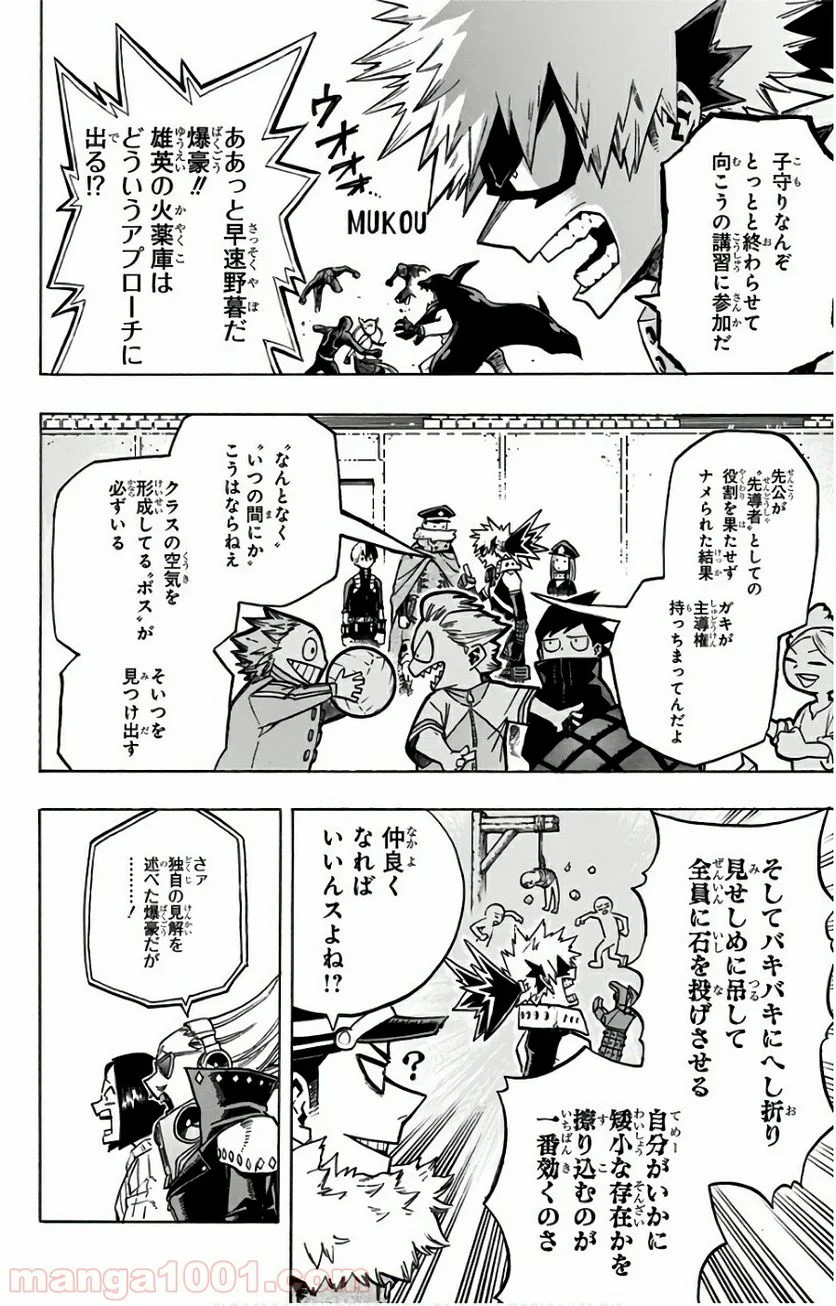 子守りなんぞ
とっとと終わらせて
向こうの講習に参加だ
ウオオオ…
MUKOU
ああっと早速野暮だ
爆豪!!
雄英の火薬庫は
どういうアプローチに
出る!?
先公が
"先導者"としての
役割を果たせず
ナメられた結果
ガキが
主導権
持っちまってんだよ
"なんとなく"
"いつの間にか"
こうはならねえ
クラスの空気を
形成してる"ボス"が
必ずいる
そいつを
見つけ出す
そしてバキバキにへし折り
見せしめに吊して
全員に石を投げさせる
自分がいかに
矮小な存在かを
擦り込むのが
一番効くのさ
仲良く
なれば
いいんスよね!?
?
さァ
独自の見解を
述べた爆豪だが
………!!
manga1001.com